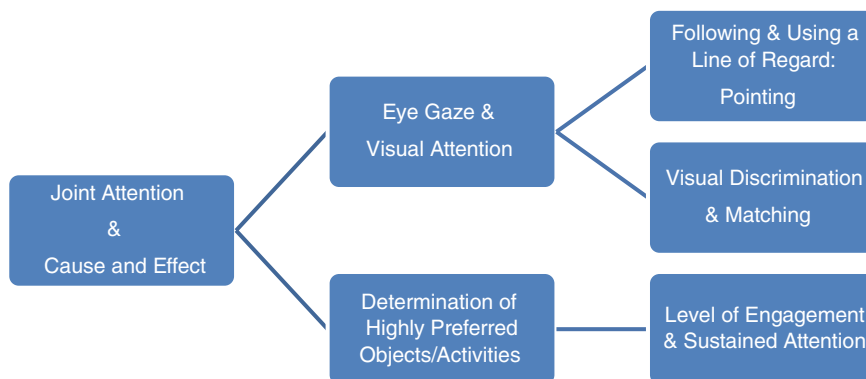 Joint Attention
&
Cause and Effect
Eye Gaze &
Visual Attention
Determination of
Highly Preferred
Objects/Activities
Following & Using a
Line of Regard:
Pointing
Visual Discrimination
& Matching
Level of Engagement
& Sustained Attention